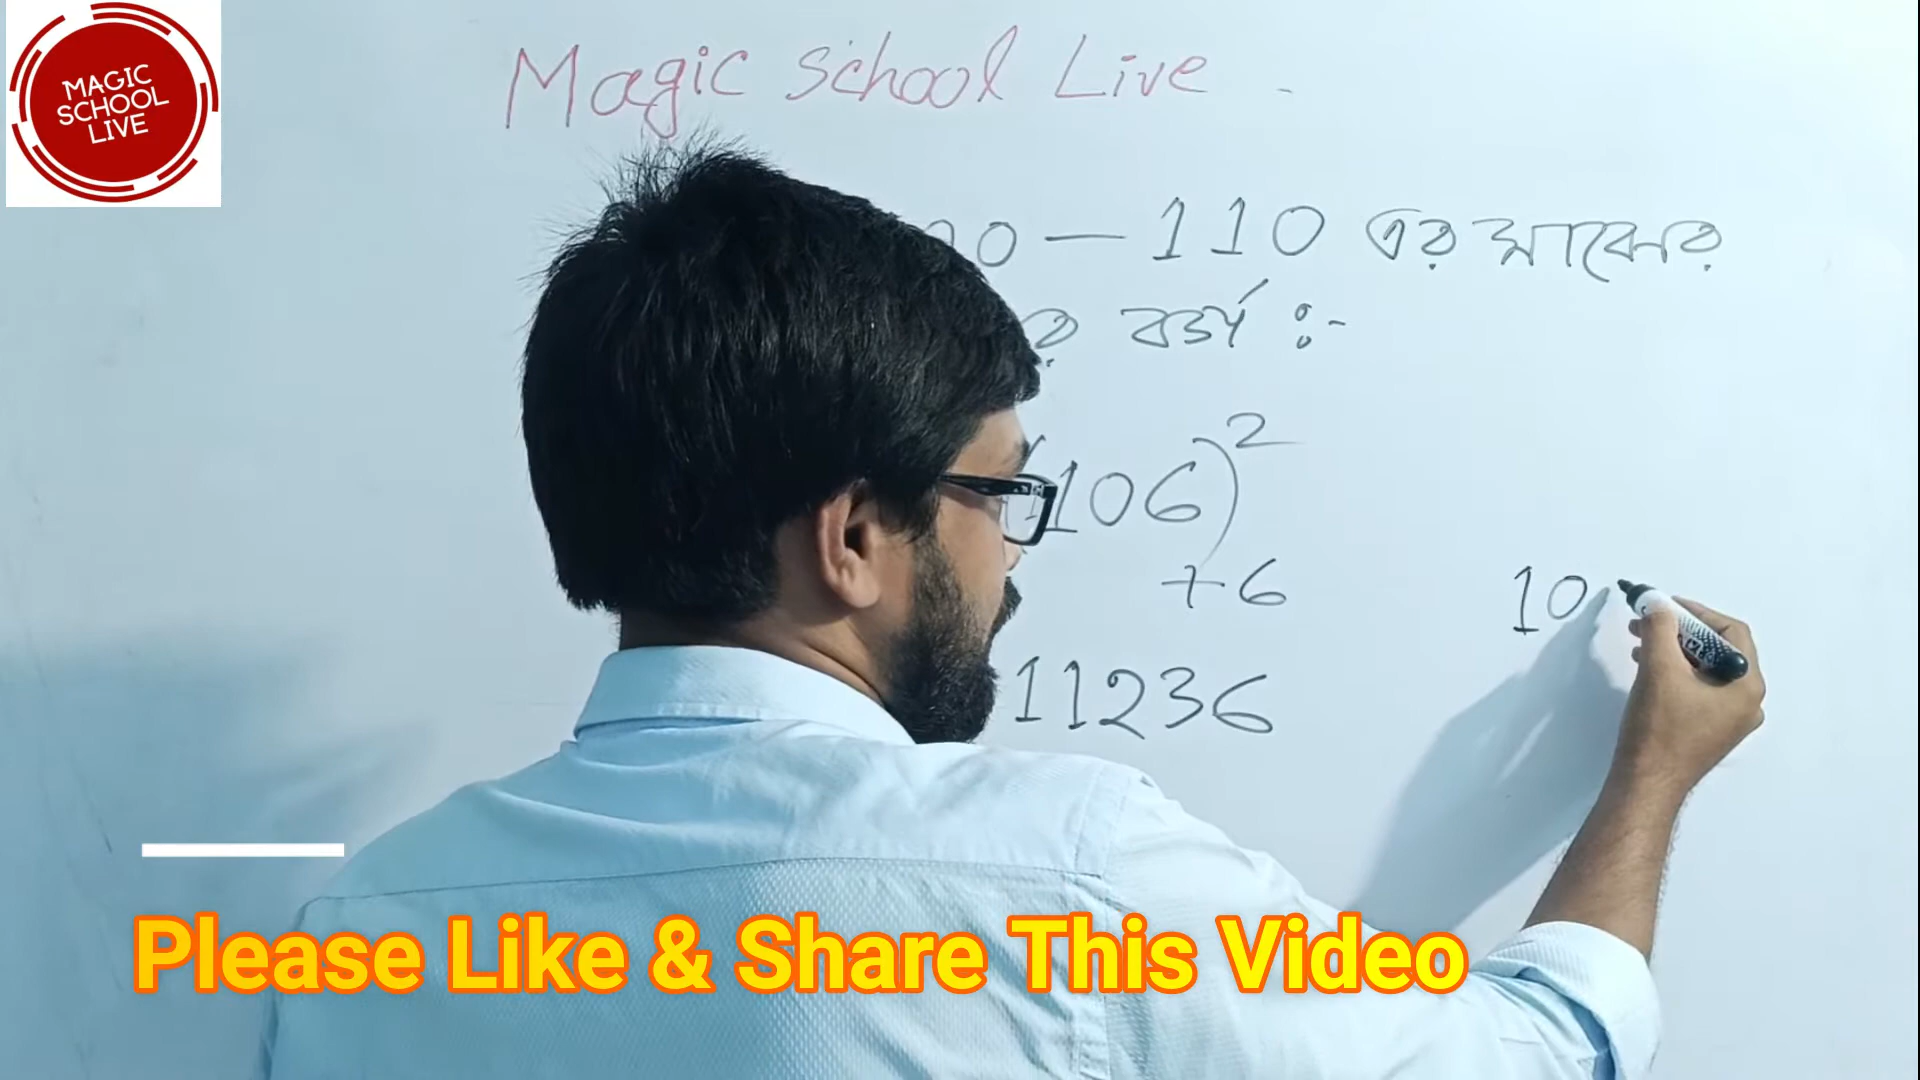 MAGIC
SCHOOL
LIVE
Magic School Live
00 — 110 এর মাঝের
র বর্গ :-
(106)²
+6
10
11236
Please Like & Share This Video